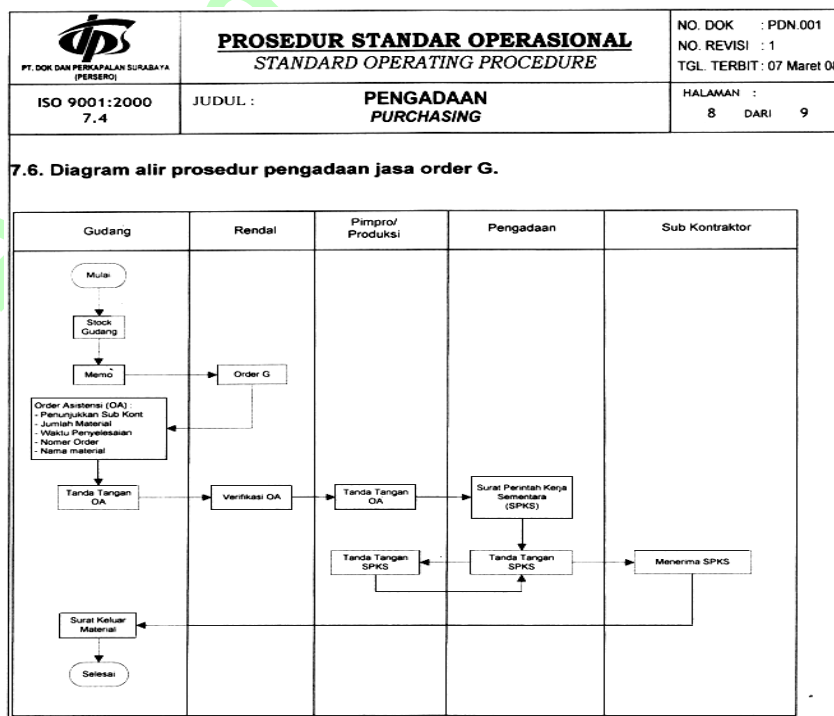 dps
PT. DOK DAN PERKAPALAN SURABAYA
(PERSERO)
PROSEDUR STANDAR OPERASIONAL
STANDARD OPERATING PROCEDURE
NO. DOK : PDN.001
NO. REVISI : 1
TGL. TERBIT : 07 Maret 08
ISO 9001:2000
7.4
JUDUL :
PENGADAAN
PURCHASING
HALAMAN :
8 DARI 9
7.6. Diagram alir prosedur pengadaan jasa order G.
Gudang
Rendal
Pimpro/
Produksi
Pengadaan
Sub Kontraktor
Mulai
Stock
Gudang
Memo
Order G
Order Asistensi (OA) :
- Penunjukkan Sub Kont
- Jumlah Material
- Waktu Penyelesaian
- Nomer Order
- Nama material
Tanda Tangan
OA
Verifikasi OA
Tanda Tangan
OA
Surat Perintah Kerja
Sementara
(SPKS)
Tanda Tangan
SPKS
Tanda Tangan
SPKS
Menerima SPKS
Surat Keluar
Material
Selesai